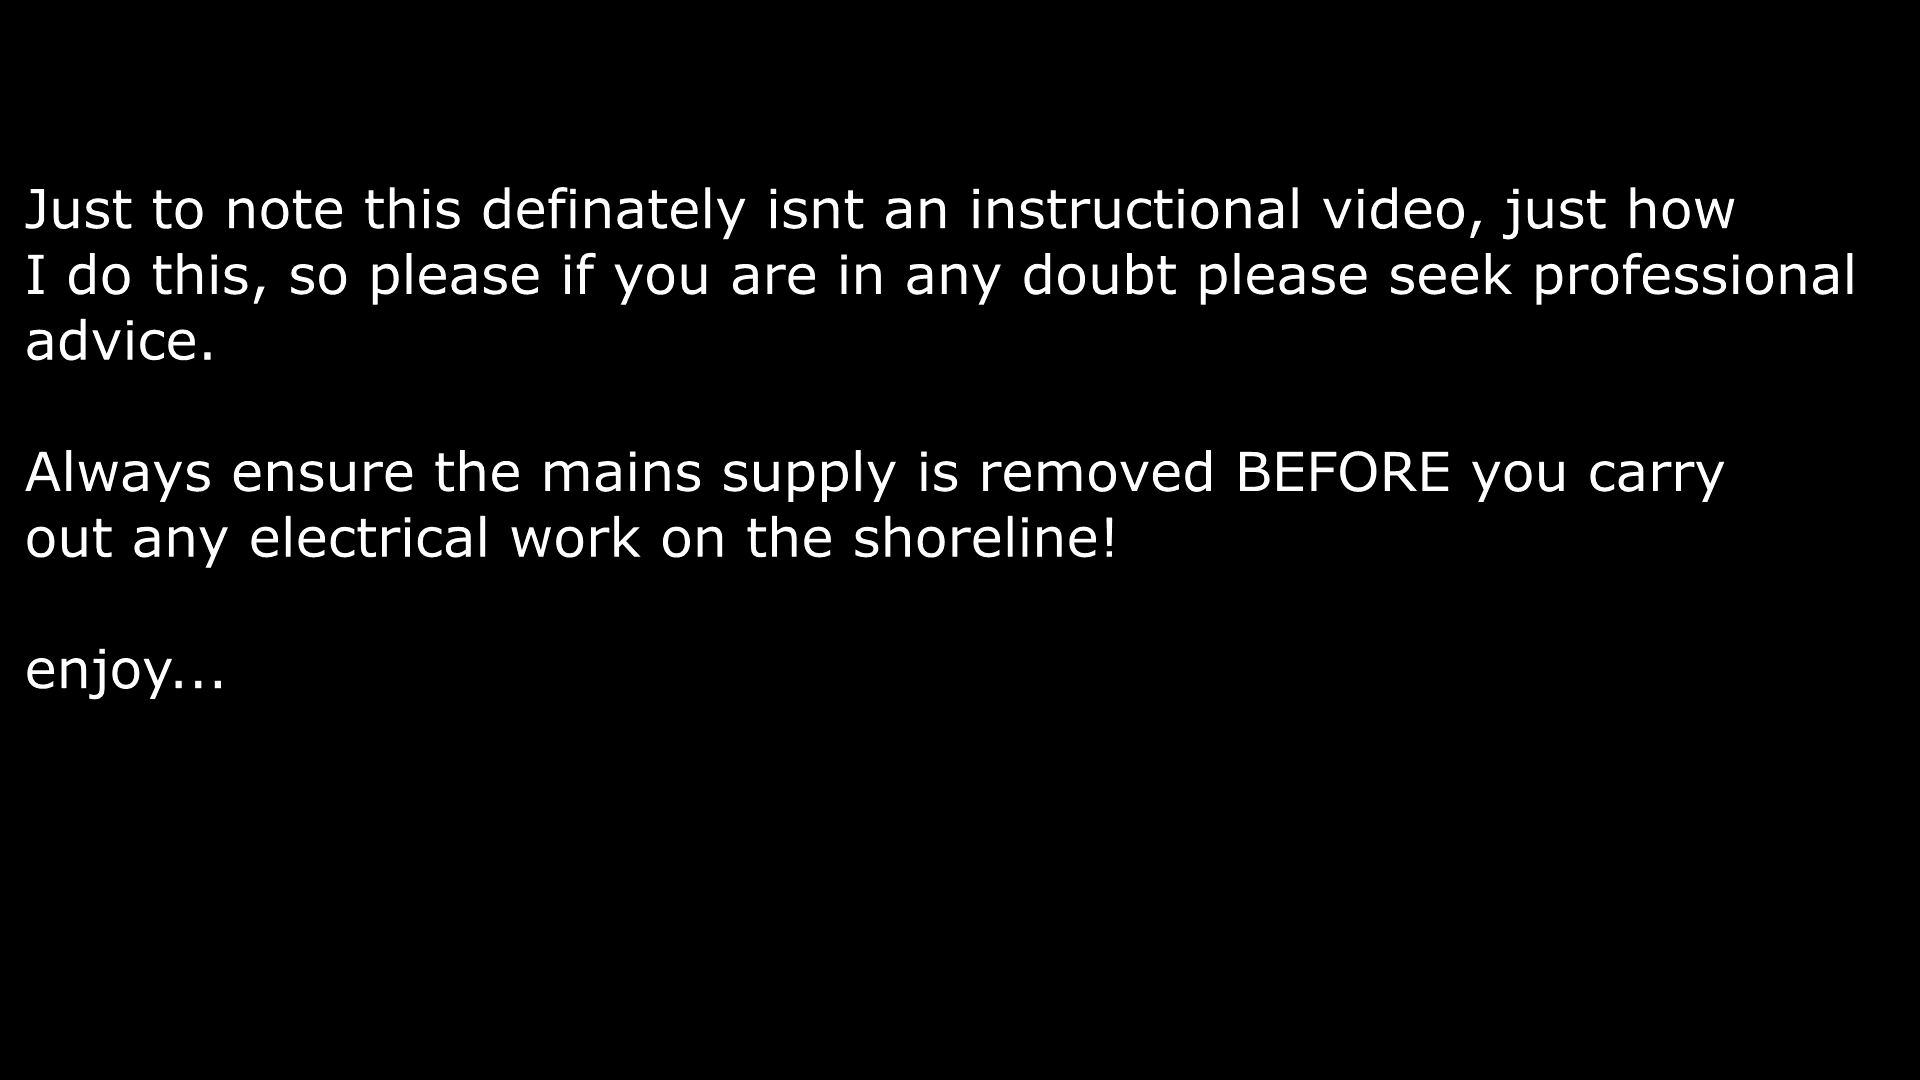 Just to note this definately isnt an instructional video, just how
I do this, so please if you are in any doubt please seek professional
advice.
Always ensure the mains supply is removed BEFORE you carry
out any electrical work on the shoreline!
enjoy...